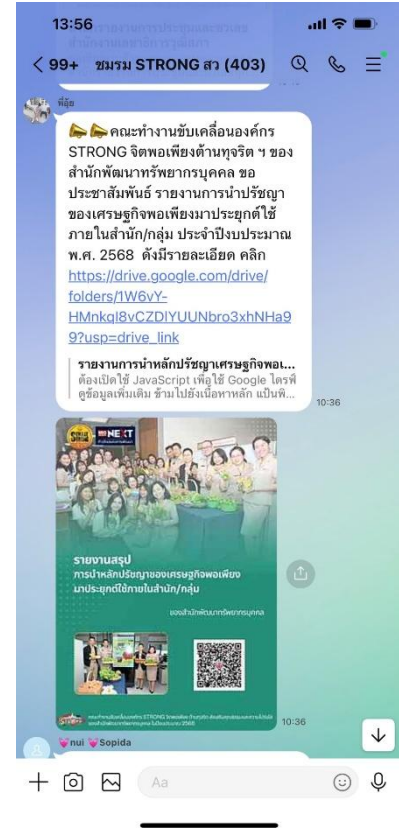 13:56
99+ ชมรม STRONG สว (403)
พี่อุ้ย
คณะทำงานขับเคลื่อนองค์กร
STRONG จิตพอเพียงต้านทุจริต ฯ ของ
สำนักพัฒนาทรัพยากรบุคคล ขอ
ประชาสัมพันธ์ รายงานการนำปรัชญา
ของเศรษฐกิจพอเพียงมาประยุกต์ใช้
ภายในสำนัก/กลุ่ม ประจำปีงบประมาณ
พ.ศ. 2568 ดังมีรายละเอียด คลิก
https://drive.google.com/drive/
folders/1W6vY-
HMnkql8vCZDIYUUNbro3xhNHa9
9?usp=drive_link
รายงานการนำหลักปรัชญาเศรษฐกิจพอเ...
ต้องเปิดใช้ JavaScript เพื่อใช้ Google ไดรฟ์
ดูข้อมูลเพิ่มเติม ข้ามไปยังเนื้อหาหลัก แป้นพิ...
10:36
NEXT
รายงานสรุป
การนำหลักปรัชญาของเศรษฐกิจพอเพียง
มาประยุกต์ใช้ภายในสำนัก/กลุ่ม
ของสำนักพัฒนาทรัพยากรบุคคล
10:36
nui Sopida
Aa